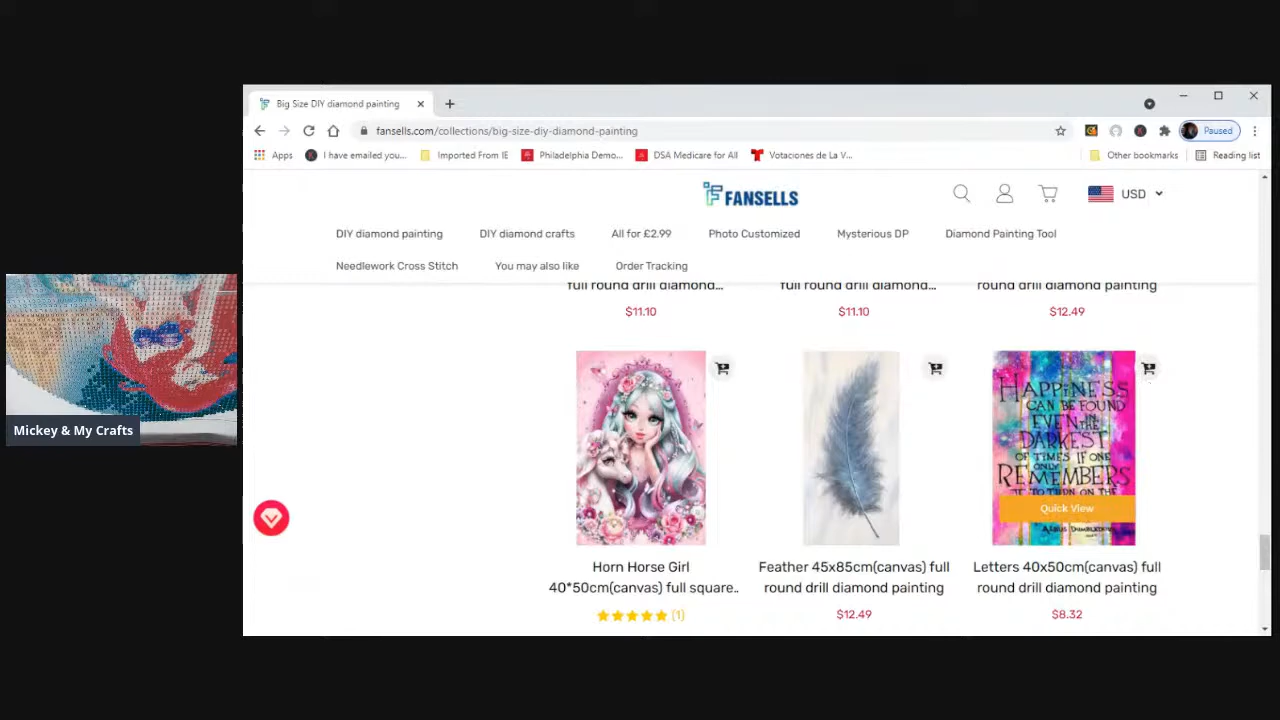 Big Size DIY diamond painting
fansells.com/collections/big-size-diy-diamond-painting
Paused
Apps
I have emailed you...
Imported From IE
Philadelphia Demo...
DSA Medicare for All
Votaciones de La V...
Other bookmarks
Reading list
FANSELLS
USD
DIY diamond painting
DIY diamond crafts
All for £2.99
Photo Customized
Mysterious DP
Diamond Painting Tool
Needlework Cross Stitch
You may also like
Order Tracking
full round drill diamond...
full round drill diamond...
round drill diamond painting
$11.10
$11.10
$12.49
HAPPINESS
CAN BE FOUND
EVEN THE
DARKEST
OF TIMES IF ONE
ONLY
REMEMBERS
TO TURN ON THE
Quick View
ALBUS DUMBLEDORE
Horn Horse Girl
40*50cm(canvas) full square..
(1)
Feather 45x85cm(canvas) full
round drill diamond painting
$12.49
Letters 40x50cm(canvas) full
round drill diamond painting
$8.32
Mickey & My Crafts